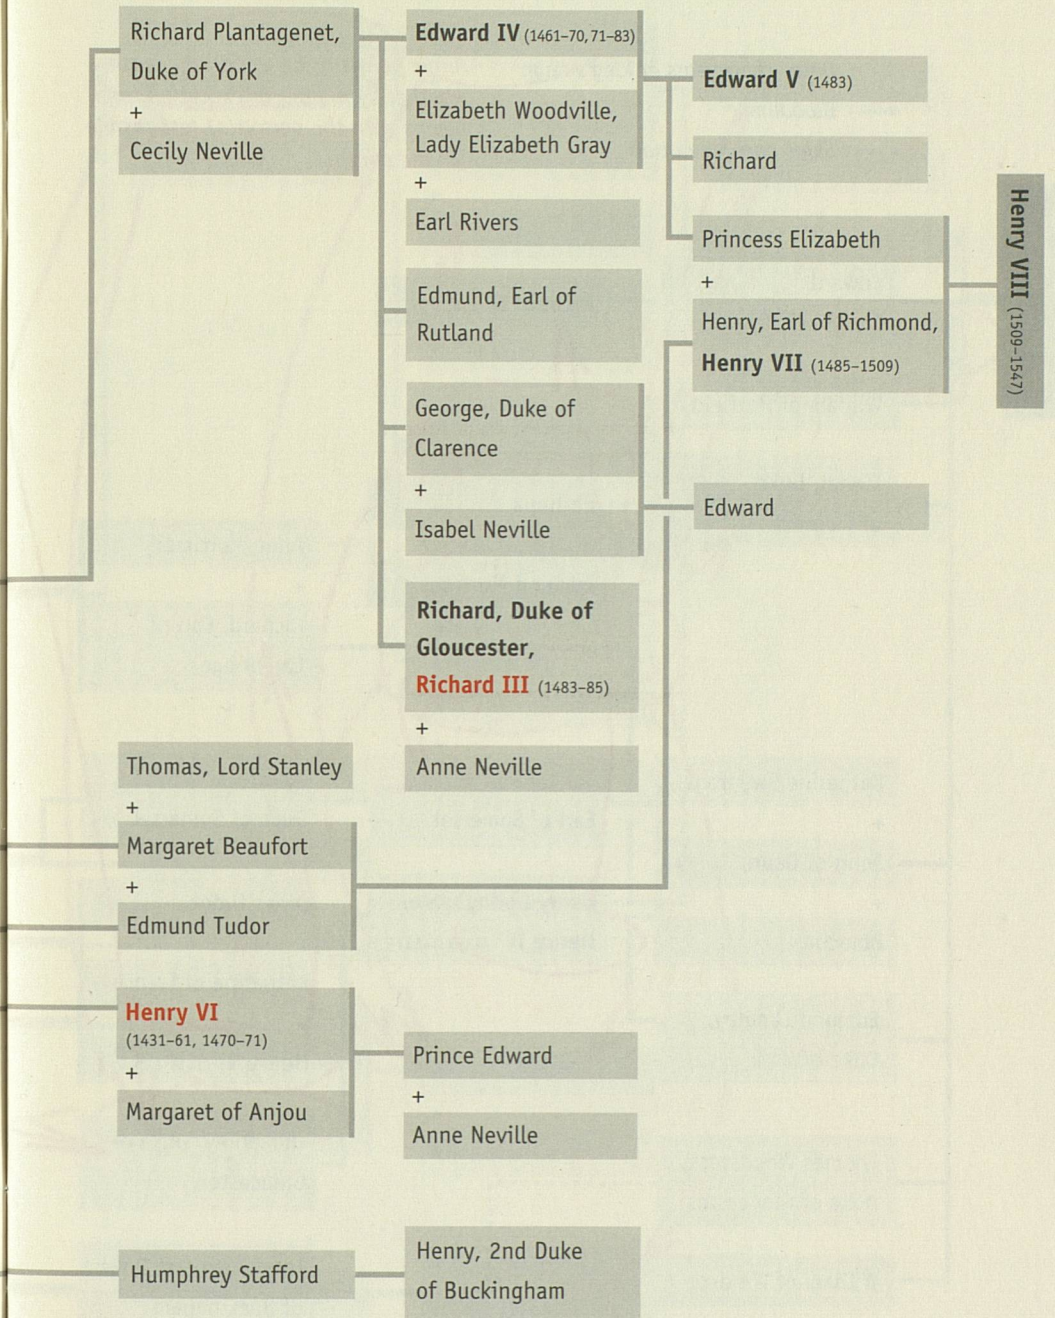 Richard Plantagenet,
Duke of York
+
Cecily Neville
Edward IV (1461–70, 71–83)
+
Elizabeth Woodville,
Lady Elizabeth Gray
+
Earl Rivers
Edmund, Earl of
Rutland
George, Duke of
Clarence
+
Isabel Neville
Richard, Duke of
Gloucester,
Richard III (1483–85)
+
Anne Neville
Edward V (1483)
Richard
Princess Elizabeth
+
Henry, Earl of Richmond,
Henry VII (1485–1509)
Edward
Henry VIII (1509–1547)
Thomas, Lord Stanley
+
Margaret Beaufort
+
Edmund Tudor
Henry VI
(1431–61, 1470–71)
+
Margaret of Anjou
Prince Edward
+
Anne Neville
Humphrey Stafford
Henry, 2nd Duke
of Buckingham